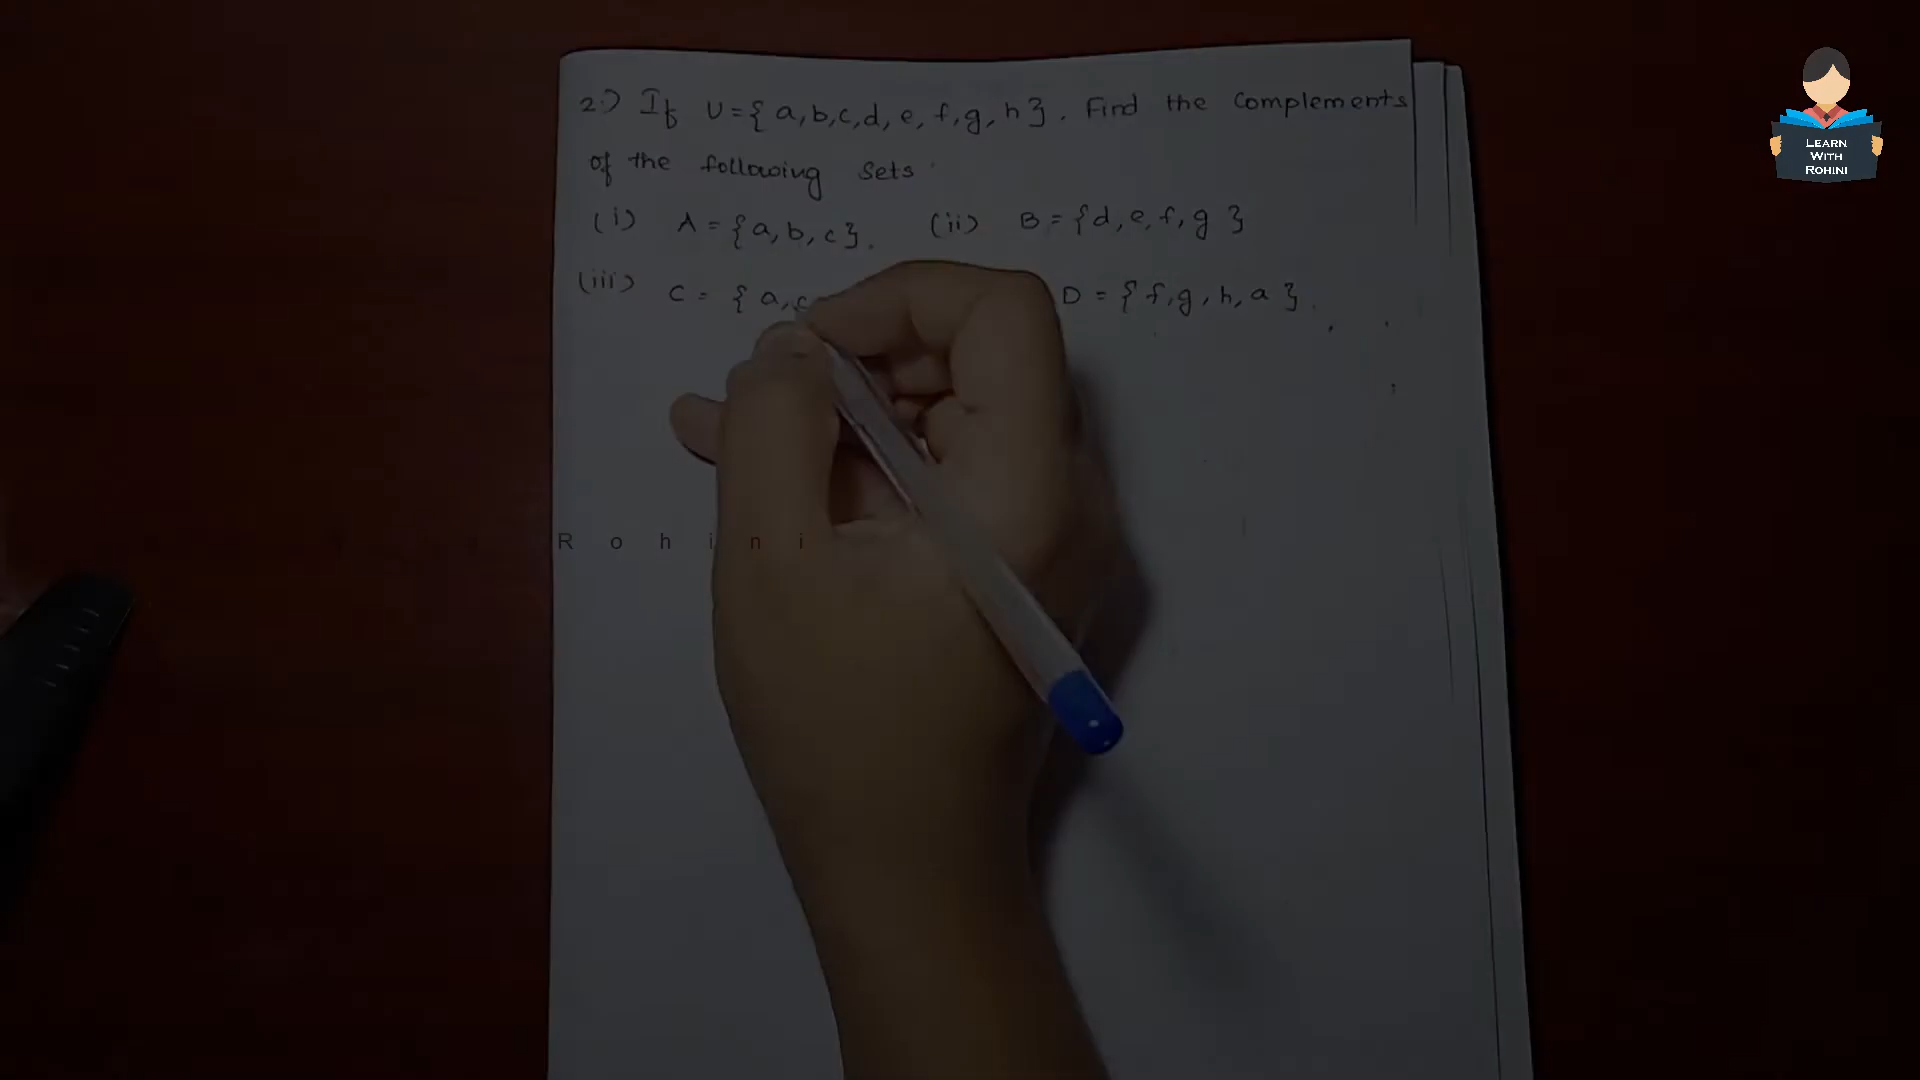 2.) If U={ a,b,c,d, e, f,g, h }. Find the Complements
of the following Sets
(i) A={a,b,c}. (ii) B={d,e,f,g }
(iii) C = { a,c D = { f,g,h,a }.
R o h i n i
LEARN
WITH
ROHINI